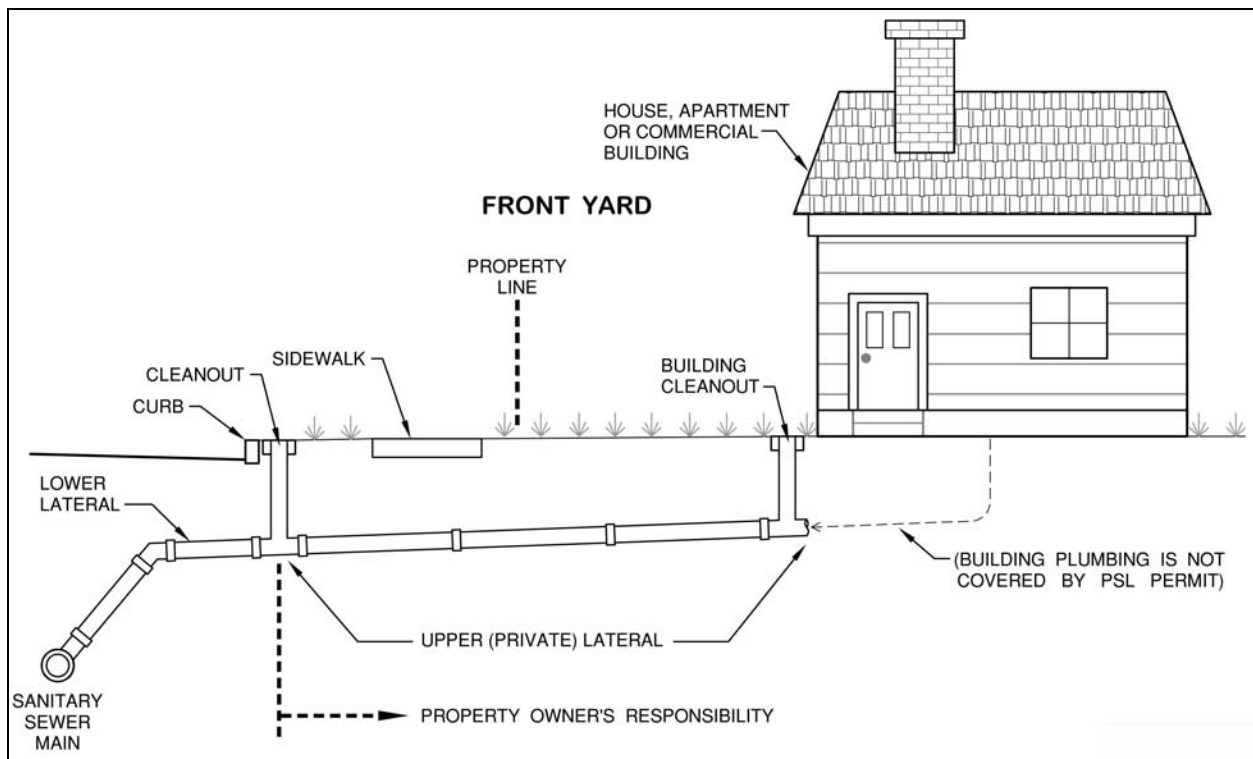 HOUSE, APARTMENT
OR COMMERCIAL
BUILDING
FRONT YARD
PROPERTY
LINE
SIDEWALK
CLEANOUT
CURB
BUILDING
CLEANOUT
LOWER
LATERAL
(BUILDING PLUMBING IS NOT
COVERED BY PSL PERMIT)
UPPER (PRIVATE) LATERAL
SANITARY
SEWER
MAIN
PROPERTY OWNER'S RESPONSIBILITY